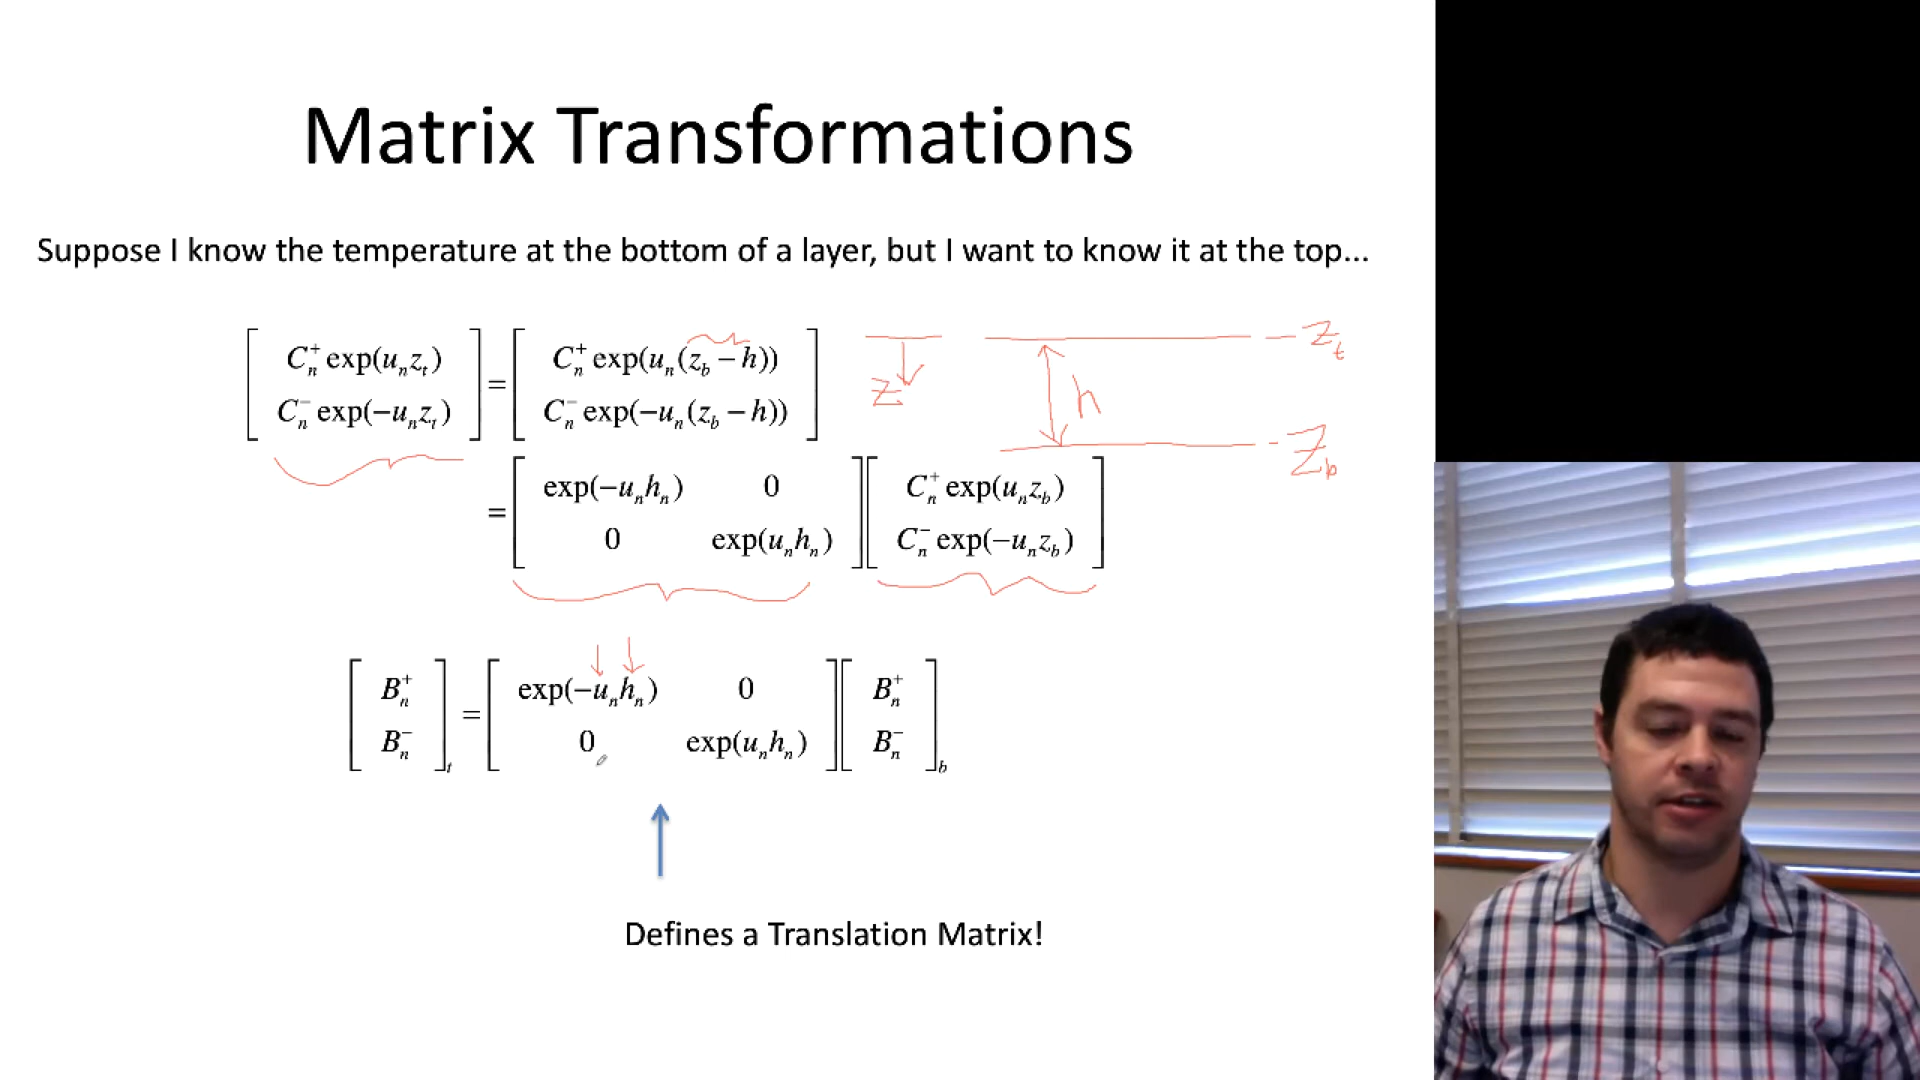 Matrix Transformations
Suppose I know the temperature at the bottom of a layer, but I want to know it at the top...
[ C_n^+ exp(u_n z_t) ] = [ C_n^+ exp(u_n(z_b − h)) ]
[ C_n^- exp(−u_n z_t) ] [ C_n^- exp(−u_n(z_b − h)) ]
z h z_t
z_b
= [ exp(−u_n h_n) 0 ] [ C_n^+ exp(u_n z_b) ]
[ 0 exp(u_n h_n) ] [ C_n^- exp(−u_n z_b) ]
[ B_n^+ ] = [ exp(−u_n h_n) 0 ] [ B_n^+ ]
[ B_n^- ]_t [ 0 exp(u_n h_n) ] [ B_n^- ]_b
Defines a Translation Matrix!